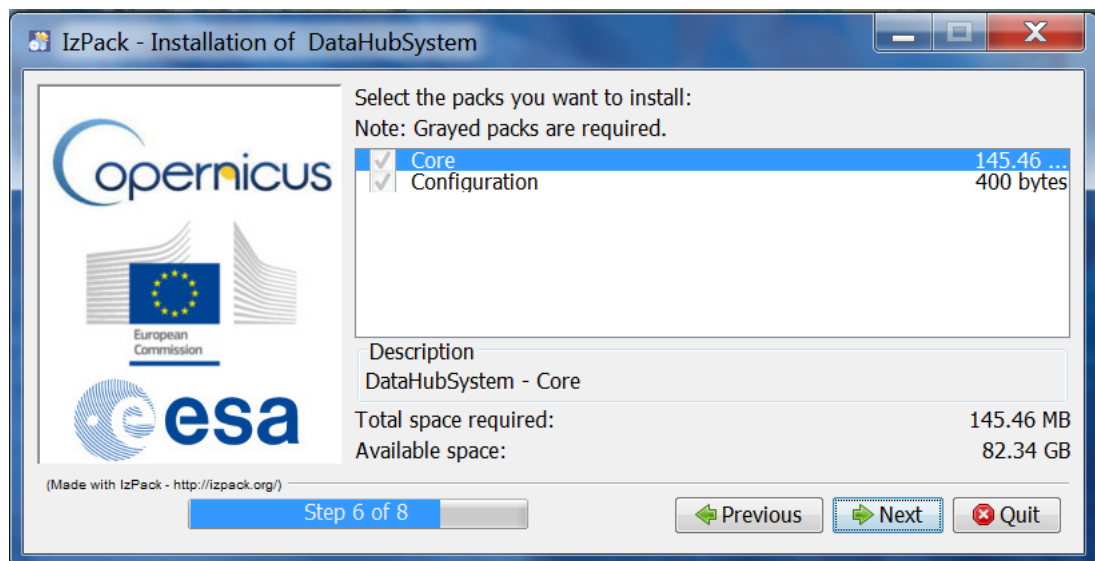 IzPack - Installation of DataHubSystem
Select the packs you want to install:
Note: Grayed packs are required.
Core 145.46 ...
Configuration 400 bytes
opernicus
European
Commission
Description
DataHubSystem - Core
esa
Total space required: 145.46 MB
Available space: 82.34 GB
(Made with IzPack - http://izpack.org/)
Step 6 of 8
Previous Next Quit